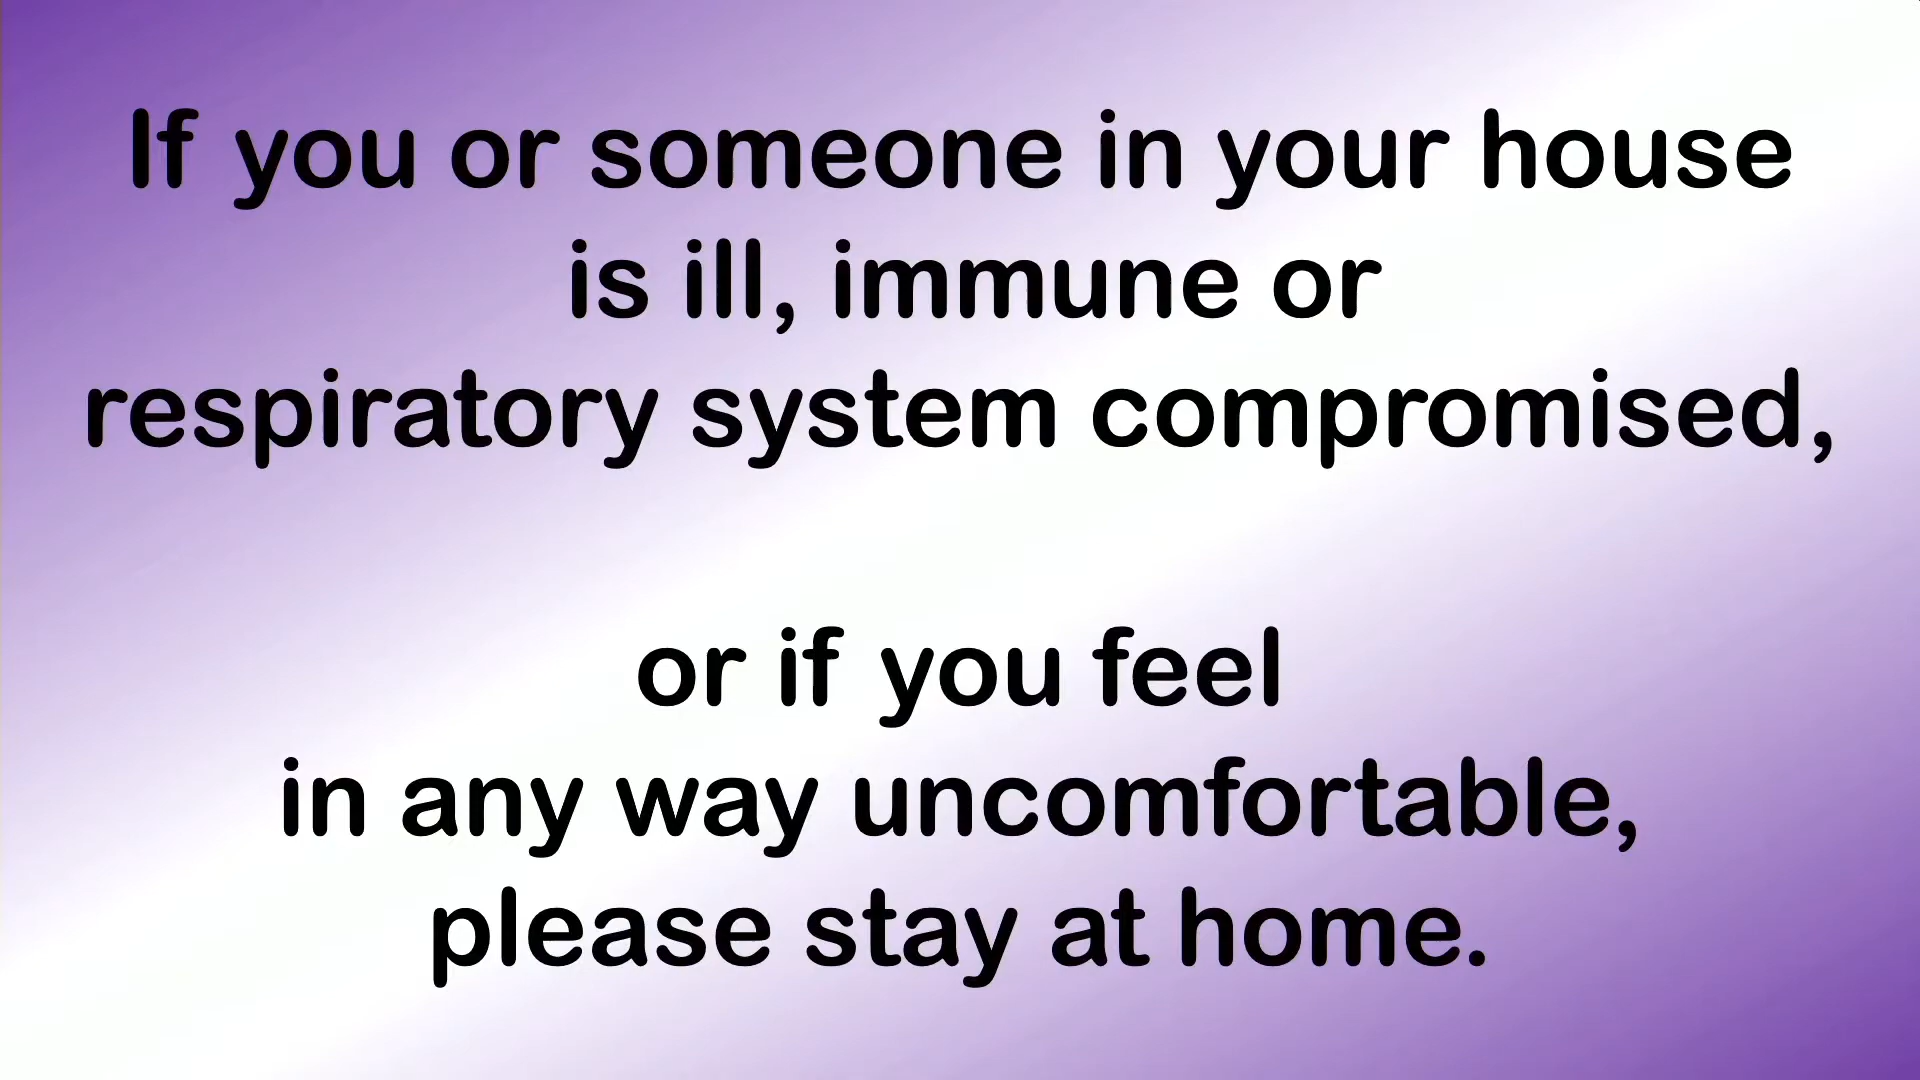 If you or someone in your house
is ill, immune or
respiratory system compromised,
or if you feel
in any way uncomfortable,
please stay at home.